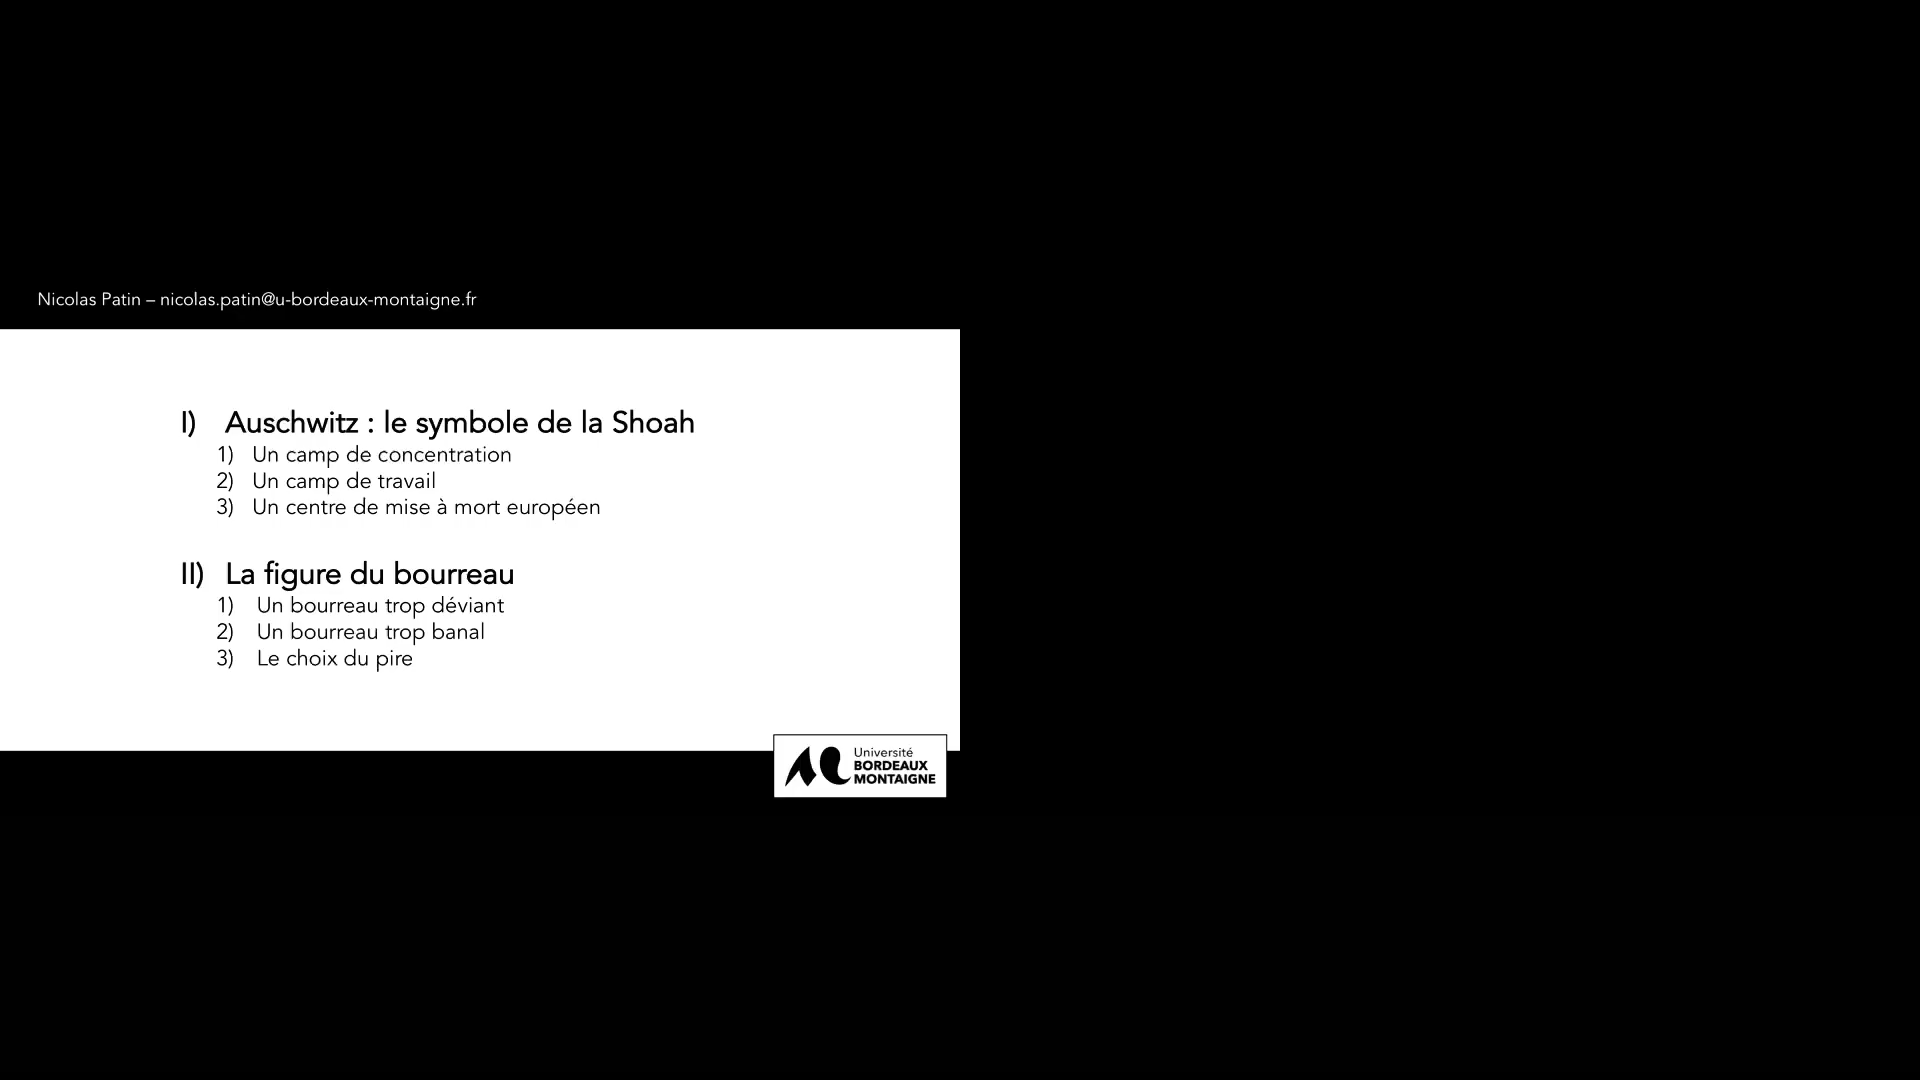 Nicolas Patin – nicolas.patin@u-bordeaux-montaigne.fr
I) Auschwitz : le symbole de la Shoah
1) Un camp de concentration
2) Un camp de travail
3) Un centre de mise à mort européen
II) La figure du bourreau
1) Un bourreau trop déviant
2) Un bourreau trop banal
3) Le choix du pire
Université
BORDEAUX
MONTAIGNE